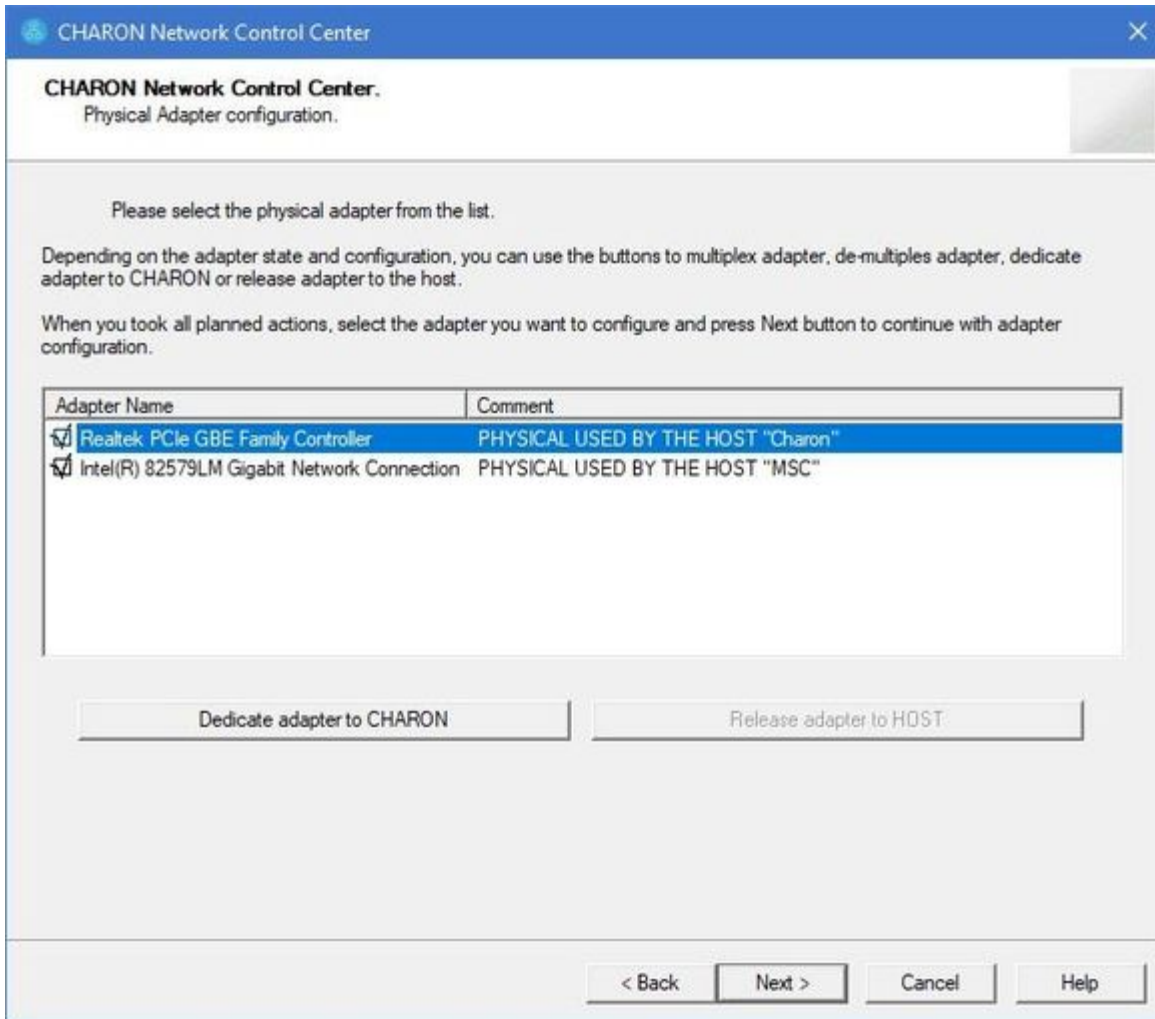 CHARON Network Control Center
CHARON Network Control Center.
Physical Adapter configuration.
Please select the physical adapter from the list.
Depending on the adapter state and configuration, you can use the buttons to multiplex adapter, de-multiples adapter, dedicate
adapter to CHARON or release adapter to the host.
When you took all planned actions, select the adapter you want to configure and press Next button to continue with adapter
configuration.
Adapter Name Comment
Realtek PCIe GBE Family Controller PHYSICAL USED BY THE HOST "Charon"
Intel(R) 82579LM Gigabit Network Connection PHYSICAL USED BY THE HOST "MSC"
Dedicate adapter to CHARON Release adapter to HOST
< Back Next > Cancel Help